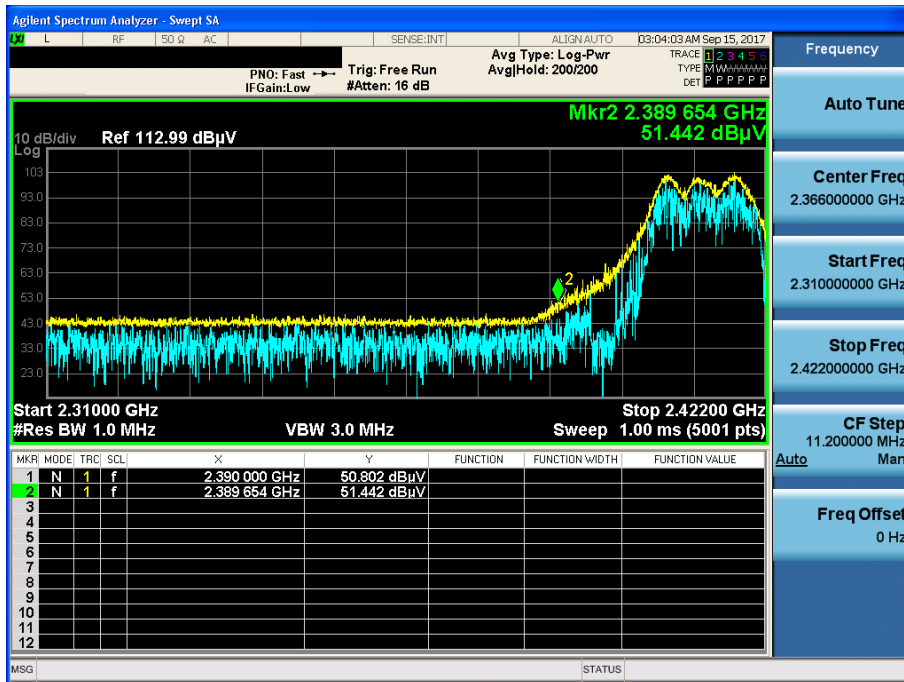 Agilent Spectrum Analyzer - Swept SA
LXI L RF 50 Ω AC SENSE:INT ALIGN AUTO 03:04:03 AM Sep 15, 2017
PNO: Fast Trig: Free Run Avg Type: Log-Pwr TRACE 1 2 3 4 5 6
IFGain:Low #Atten: 16 dB Avg|Hold: 200/200 TYPE M W W W W W
DET P P P P P P
Mkr2 2.389 654 GHz
51.442 dBµV
10 dB/div Ref 112.99 dBµV
Log
103
93.0
83.0
73.0
63.0
53.0
43.0
33.0
23.0
2
Start 2.31000 GHz Stop 2.42200 GHz
#Res BW 1.0 MHz VBW 3.0 MHz Sweep 1.00 ms (5001 pts)
MKR MODE TRC SCL X Y FUNCTION FUNCTION WIDTH FUNCTION VALUE
1 N 1 f 2.390 000 GHz 50.802 dBµV
2 N 1 f 2.389 654 GHz 51.442 dBµV
3
4
5
6
7
8
9
10
11
12
MSG STATUS
Frequency
Auto Tune
Center Freq
2.366000000 GHz
Start Freq
2.310000000 GHz
Stop Freq
2.422000000 GHz
CF Step
11.200000 MHz
Auto Man
Freq Offset
0 Hz